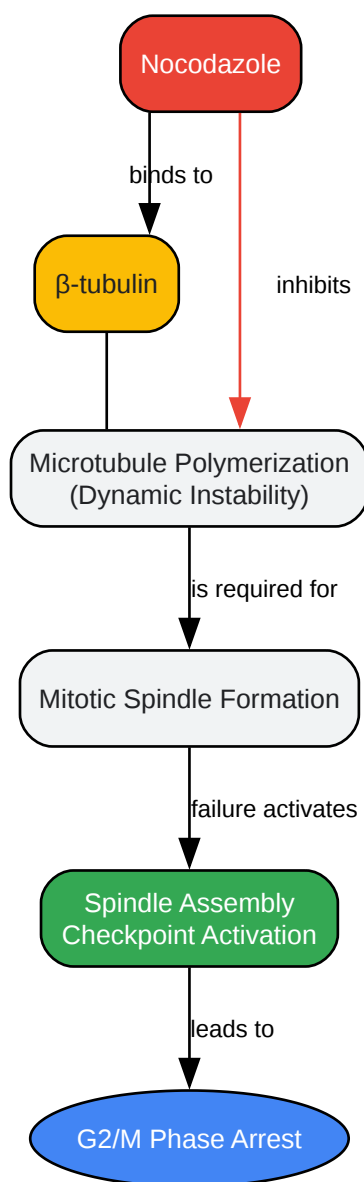 Nocodazole
binds to
β-tubulin
inhibits
Microtubule Polymerization
(Dynamic Instability)
is required for
Mitotic Spindle Formation
failure activates
Spindle Assembly
Checkpoint Activation
leads to
G2/M Phase Arrest